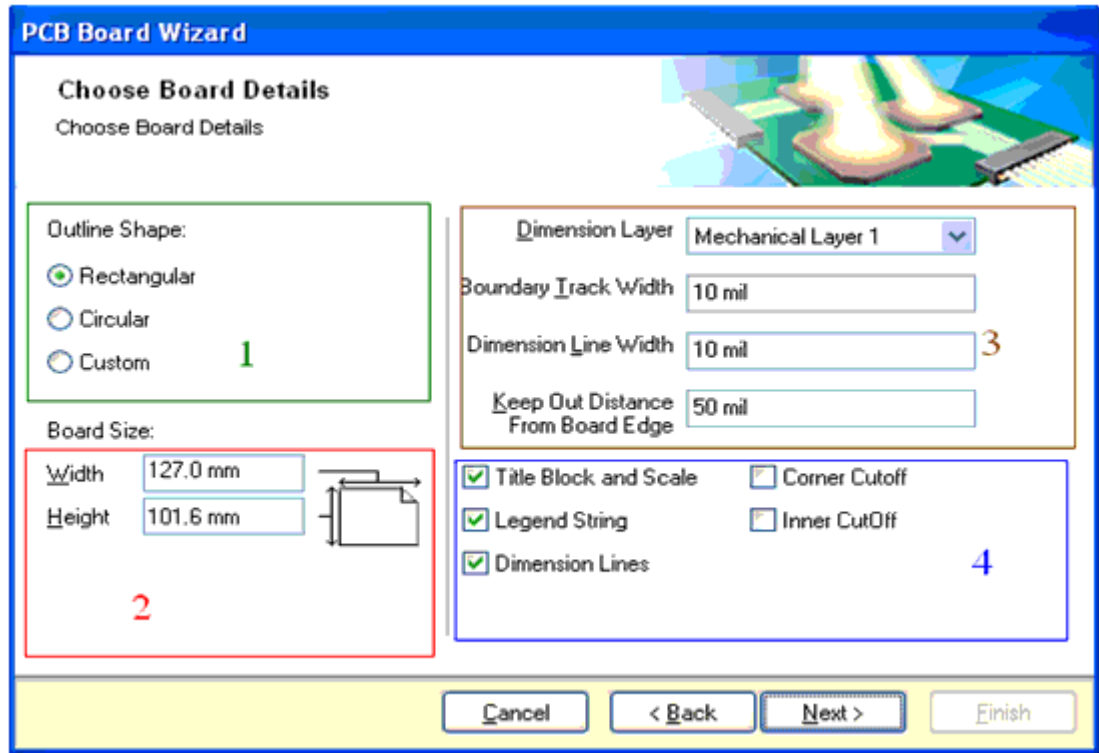 PCB Board Wizard
Choose Board Details
Choose Board Details
Outline Shape:
Rectangular
Circular
Custom
1
Board Size:
Width 127.0 mm
Height 101.6 mm
2
Dimension Layer Mechanical Layer 1
Boundary Track Width 10 mil
Dimension Line Width 10 mil
3
Keep Out Distance
From Board Edge 50 mil
Title Block and Scale Corner Cutoff
Legend String Inner CutOff
Dimension Lines
4
Cancel < Back Next > Finish